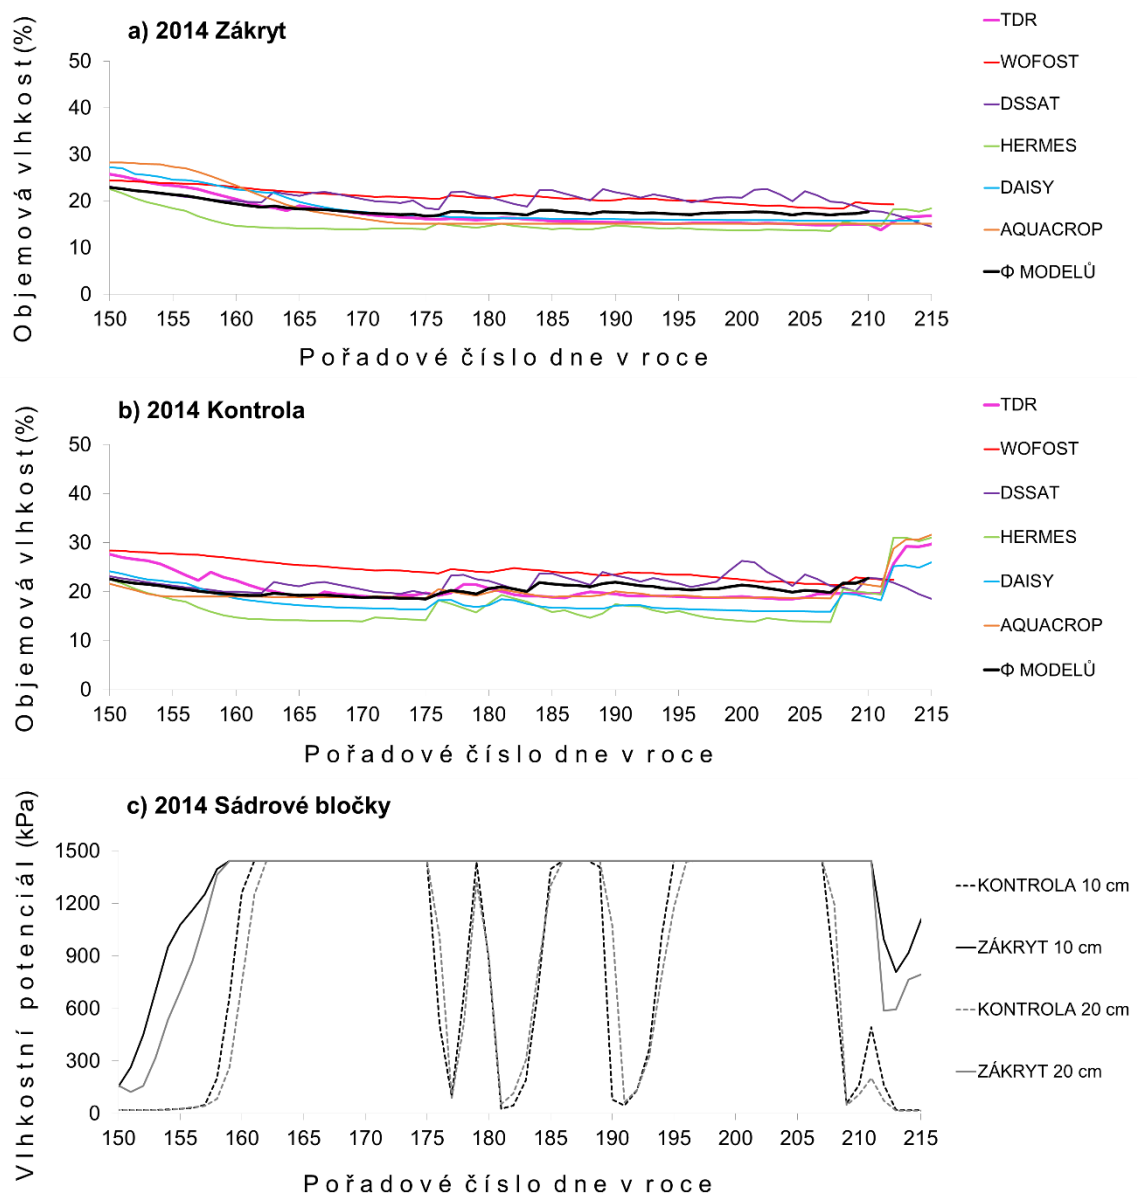 a) 2014 Zákryt
Objemová vlhkost(%)
50
40
30
20
10
0
150 155 160 165 170 175 180 185 190 195 200 205 210 215
Pořadové číslo dne v roce
TDR
WOFOST
DSSAT
HERMES
DAISY
AQUACROP
Φ MODELŮ
b) 2014 Kontrola
Objemová vlhkost(%)
50
40
30
20
10
0
150 155 160 165 170 175 180 185 190 195 200 205 210 215
Pořadové číslo dne v roce
TDR
WOFOST
DSSAT
HERMES
DAISY
AQUACROP
Φ MODELŮ
c) 2014 Sádrové bločky
Vlhkostní potenciál (kPa)
1500
1200
900
600
300
0
150 155 160 165 170 175 180 185 190 195 200 205 210 215
Pořadové číslo dne v roce
KONTROLA 10 cm
ZÁKRYT 10 cm
KONTROLA 20 cm
ZÁKRYT 20 cm